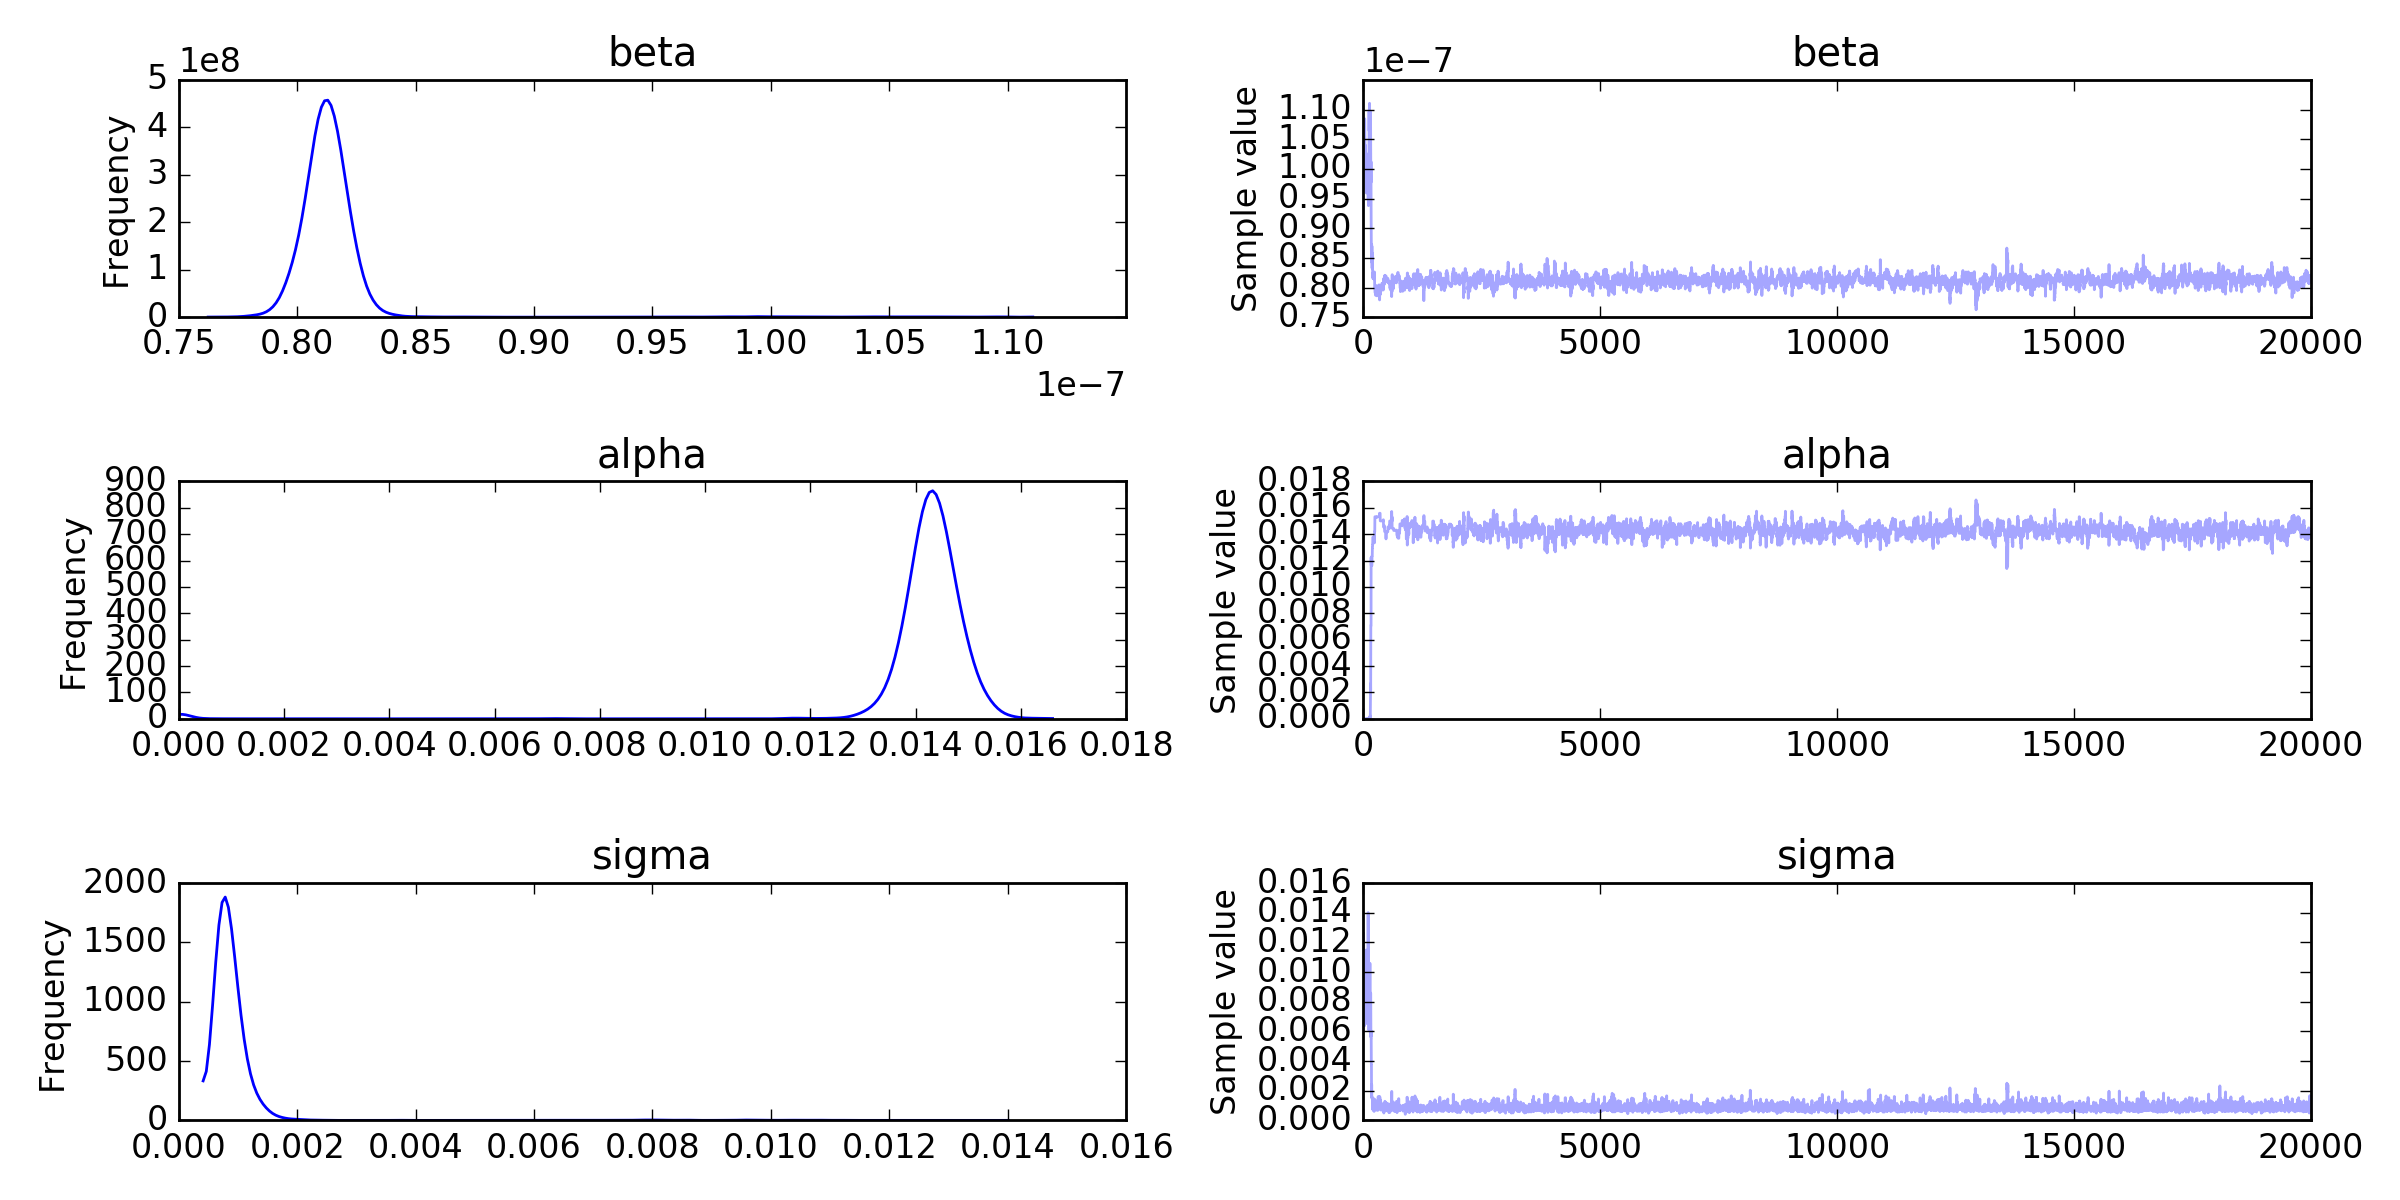 beta
1e8
Frequency
5
4
3
2
1
0
0.75 0.80 0.85 0.90 0.95 1.00 1.05 1.10
1e−7
beta
1e−7
Sample value
1.10
1.05
1.00
0.95
0.90
0.85
0.80
0.75
0 5000 10000 15000 20000
alpha
Frequency
900
800
700
600
500
400
300
200
100
0
0.000 0.002 0.004 0.006 0.008 0.010 0.012 0.014 0.016 0.018
alpha
Sample value
0.018
0.016
0.014
0.012
0.010
0.008
0.006
0.004
0.002
0.000
0 5000 10000 15000 20000
sigma
Frequency
2000
1500
1000
500
0
0.000 0.002 0.004 0.006 0.008 0.010 0.012 0.014 0.016
sigma
Sample value
0.016
0.014
0.012
0.010
0.008
0.006
0.004
0.002
0.000
0 5000 10000 15000 20000